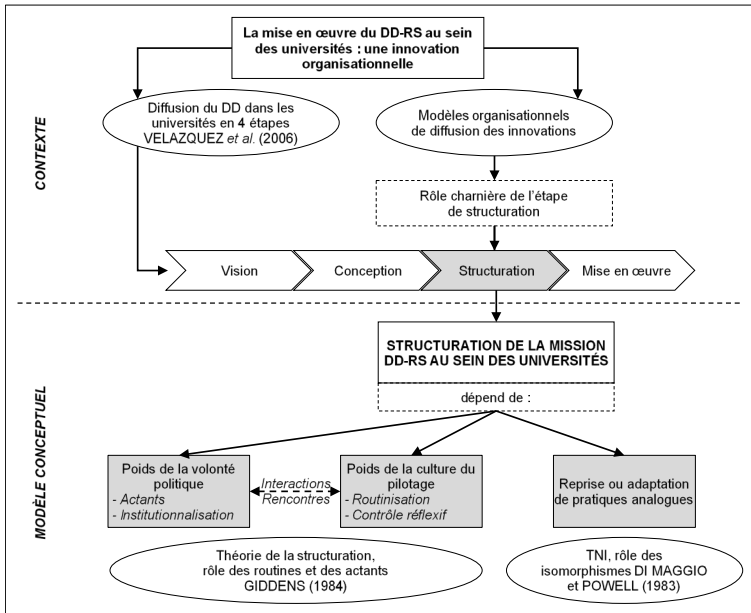 La mise en œuvre du DD-RS au sein
des universités : une innovation
organisationnelle
Diffusion du DD dans les
universités en 4 étapes
VELAZQUEZ et al. (2006)
Modèles organisationnels
de diffusion des innovations
CONTEXTE
Rôle charnière de l'étape
de structuration
Vision
Conception
Structuration
Mise en œuvre
STRUCTURATION DE LA MISSION
DD-RS AU SEIN DES UNIVERSITÉS
dépend de :
MODÈLE CONCEPTUEL
Poids de la volonté
politique
- Actants
- Institutionnalisation
Interactions
Rencontres
Poids de la culture du
pilotage
- Routinisation
- Contrôle réflexif
Reprise ou adaptation
de pratiques analogues
Théorie de la structuration,
rôle des routines et des actants
GIDDENS (1984)
TNI, rôle des
isomorphismes DI MAGGIO
et POWELL (1983)